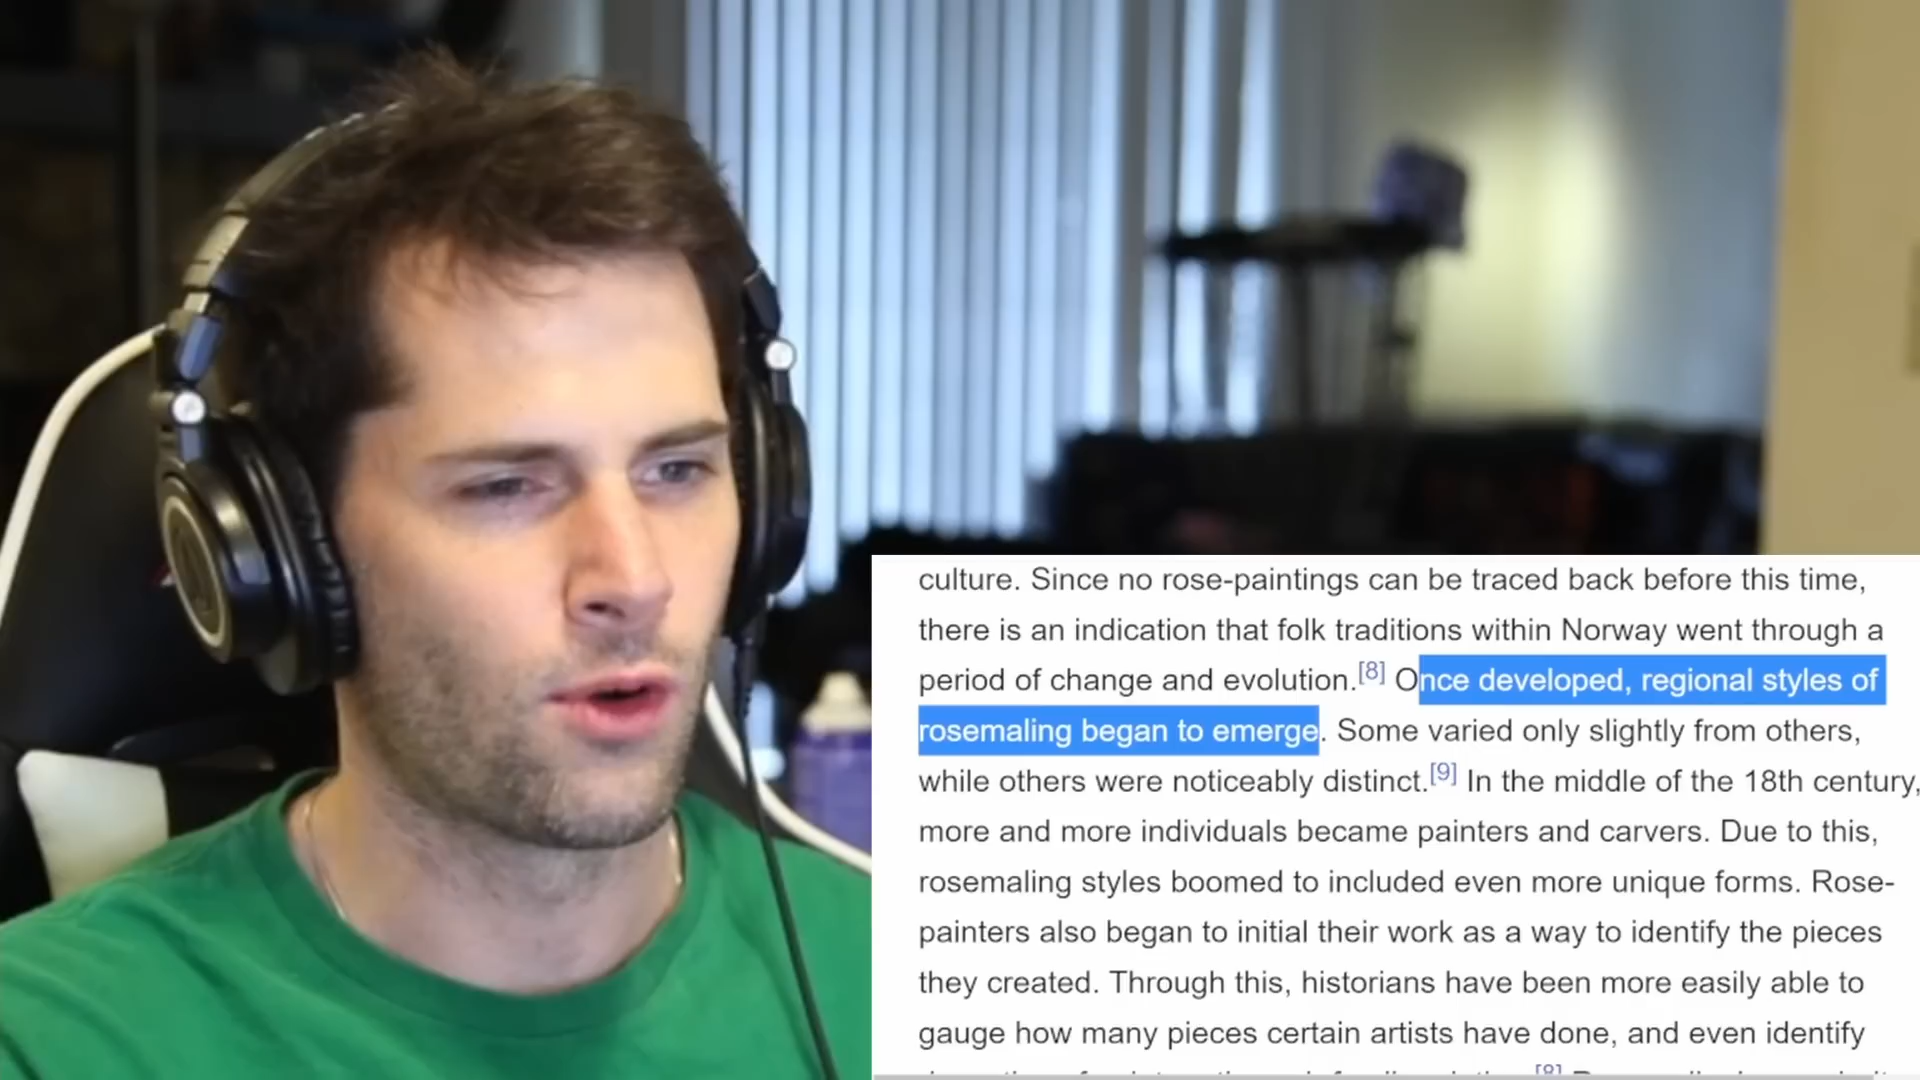 culture. Since no rose-paintings can be traced back before this time,
there is an indication that folk traditions within Norway went through a
period of change and evolution.[8] Once developed, regional styles of
rosemaling began to emerge. Some varied only slightly from others,
while others were noticeably distinct.[9] In the middle of the 18th century,
more and more individuals became painters and carvers. Due to this,
rosemaling styles boomed to included even more unique forms. Rose-
painters also began to initial their work as a way to identify the pieces
they created. Through this, historians have been more easily able to
gauge how many pieces certain artists have done, and even identify
[8]